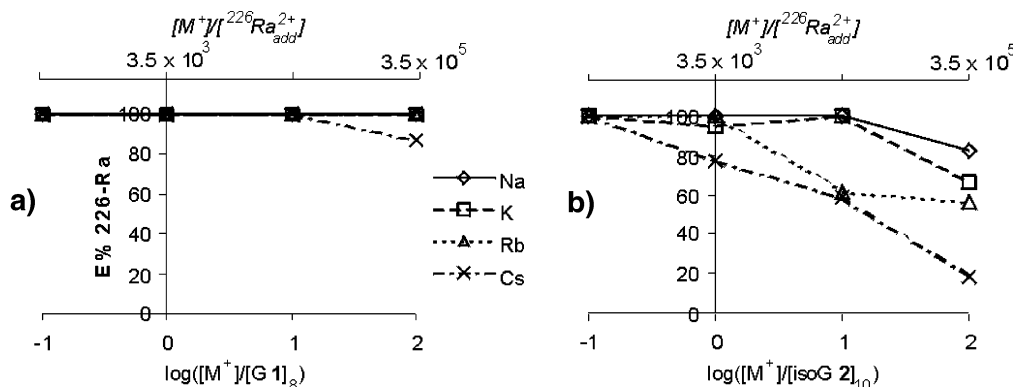 [M⁺]/[²²⁶Ra²⁺add]
3.5 x 10³
3.5 x 10⁵
a)
E % 226-Ra
100
80
60
40
20
0
-1 0 1 2
log([M⁺]/[G 1]₈)
Na
K
Rb
Cs
[M⁺]/[²²⁶Ra²⁺add]
3.5 x 10³
3.5 x 10⁵
b)
100
80
60
40
20
0
-1 0 1 2
log([M⁺]/[isoG 2]₁₀)